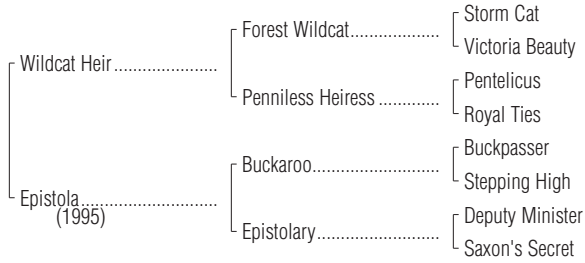 Storm Cat
Forest Wildcat....................
Victoria Beauty
Wildcat Heir.......................
Pentelicus
Penniless Heiress .............
Royal Ties
Buckpasser
Buckaroo............................
Stepping High
Epistola..............................
(1995)
Deputy Minister
Epistolary...........................
Saxon's Secret